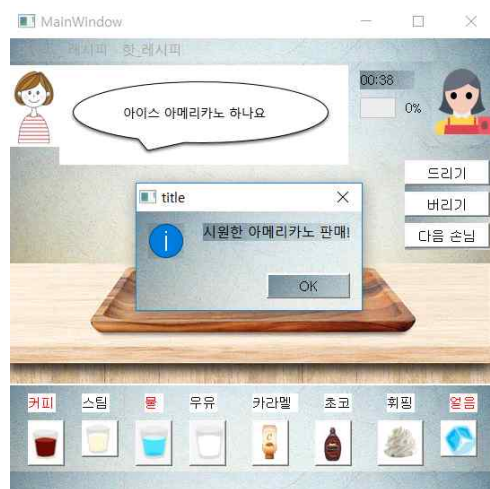 MainWindow
레시피 핫_레시피
00:38
아이스 아메리카노 하나요
0%
드리기
title
버리기
시원한 아메리카노 판매!
다음 손님
OK
커피 스팀 물 우유 카라멜 초코 휘핑 얼음